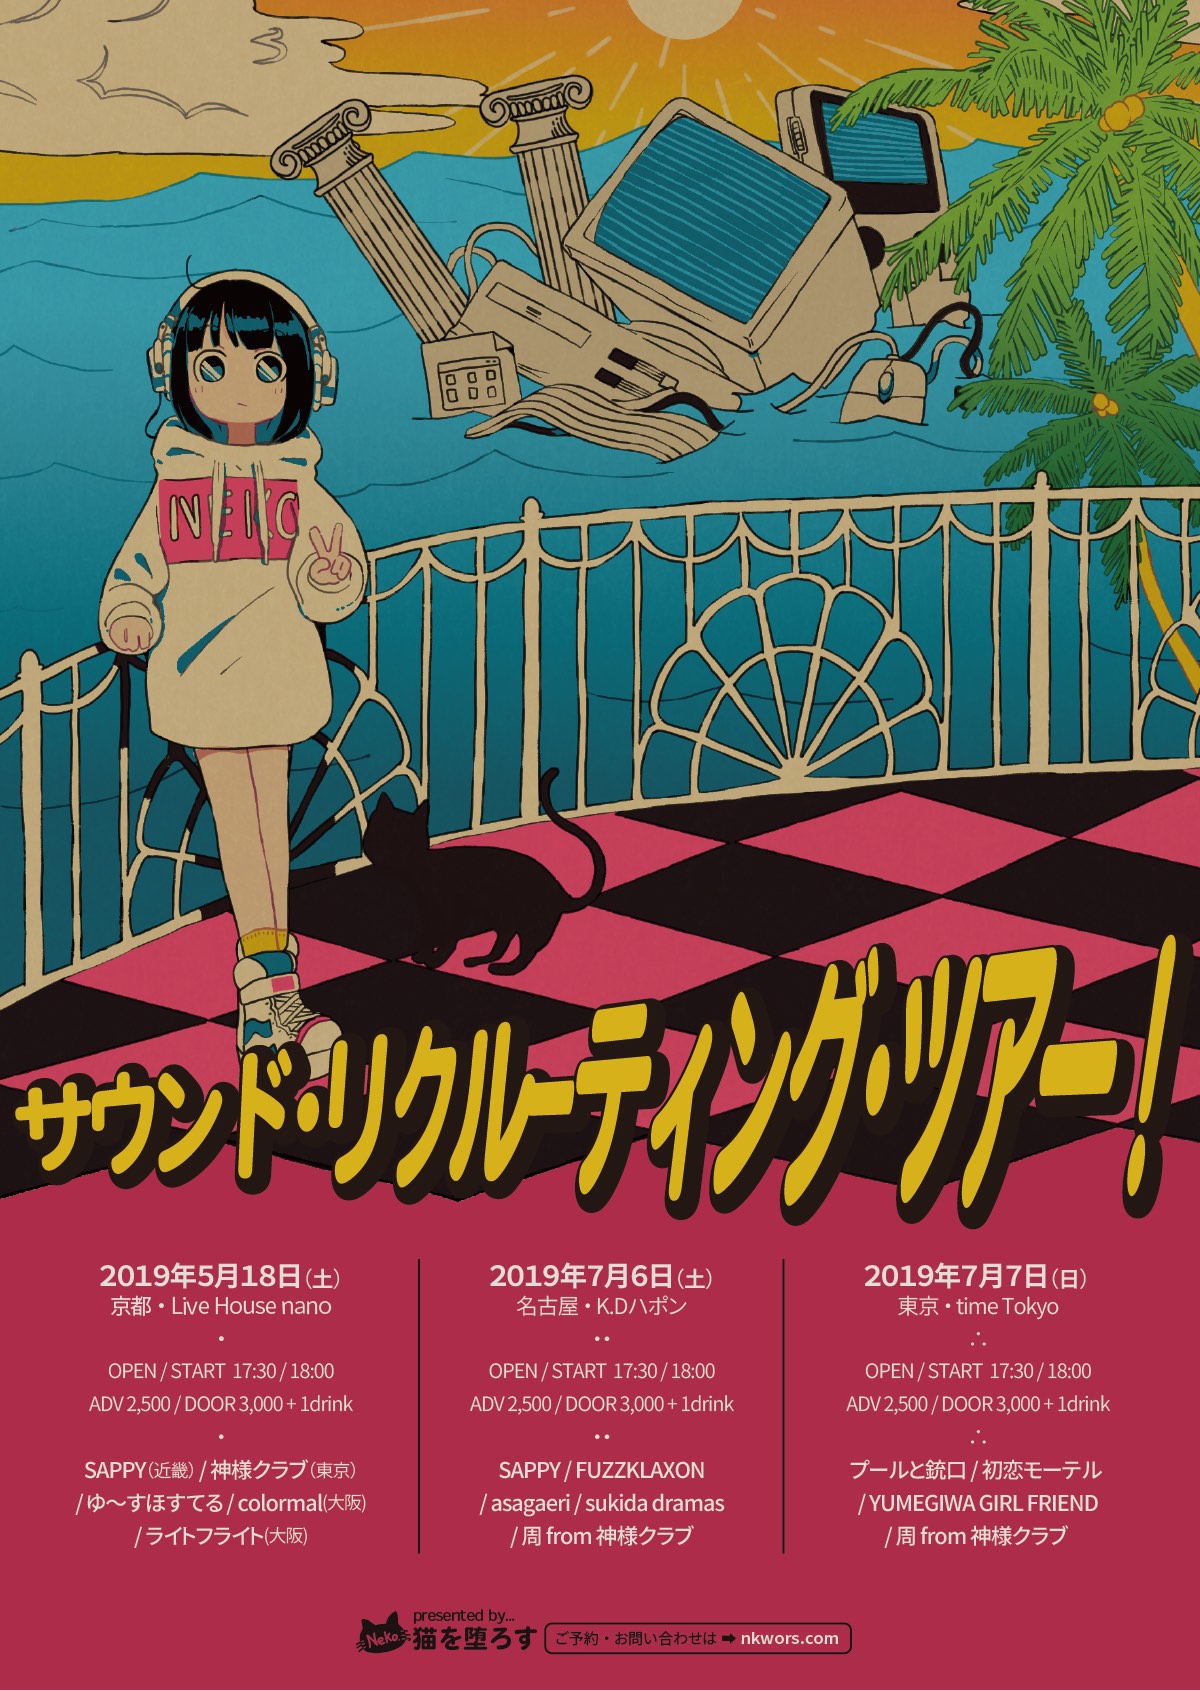 NEKO
サウンド・リクルーティング・ツアー!
2019年5月18日(土)
京都・Live House nano
OPEN / START 17:30 / 18:00
ADV 2,500 / DOOR 3,000 + 1drink
SAPPY(近畿) / 神様クラブ(東京)
/ ゆ〜すほすてる / colormal(大阪)
/ ライトフライト(大阪)
2019年7月6日(土)
名古屋・K.Dハポン
OPEN / START 17:30 / 18:00
ADV 2,500 / DOOR 3,000 + 1drink
SAPPY / FUZZKLAXON
/ asagaeri / sukida dramas
/ 周 from 神様クラブ
2019年7月7日(日)
東京・time Tokyo
OPEN / START 17:30 / 18:00
ADV 2,500 / DOOR 3,000 + 1drink
プールと銃口 / 初恋モーテル
/ YUMEGIWA GIRL FRIEND
/ 周 from 神様クラブ
presented by...
Neko. 猫を堕ろす
ご予約・お問い合わせは ➡ nkwors.com